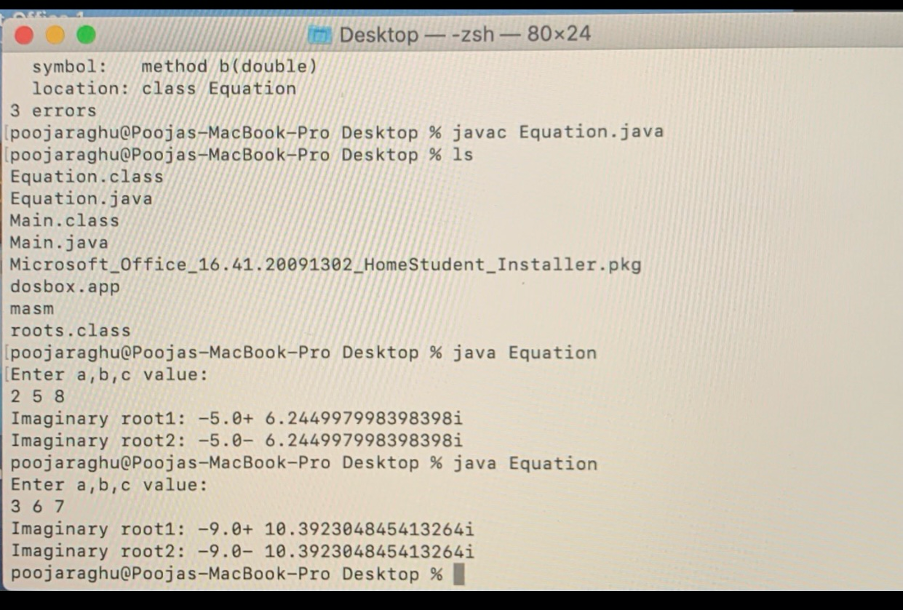 Desktop — -zsh — 80×24
symbol:   method b(double)
location: class Equation
3 errors
[poojaraghu@Poojas-MacBook-Pro Desktop % javac Equation.java
[poojaraghu@Poojas-MacBook-Pro Desktop % ls
Equation.class
Equation.java
Main.class
Main.java
Microsoft_Office_16.41.20091302_HomeStudent_Installer.pkg
dosbox.app
masm
roots.class
[poojaraghu@Poojas-MacBook-Pro Desktop % java Equation
[Enter a,b,c value:
2 5 8
Imaginary root1: -5.0+ 6.244997998398398i
Imaginary root2: -5.0- 6.244997998398398i
poojaraghu@Poojas-MacBook-Pro Desktop % java Equation
Enter a,b,c value:
3 6 7
Imaginary root1: -9.0+ 10.392304845413264i
Imaginary root2: -9.0- 10.392304845413264i
poojaraghu@Poojas-MacBook-Pro Desktop %